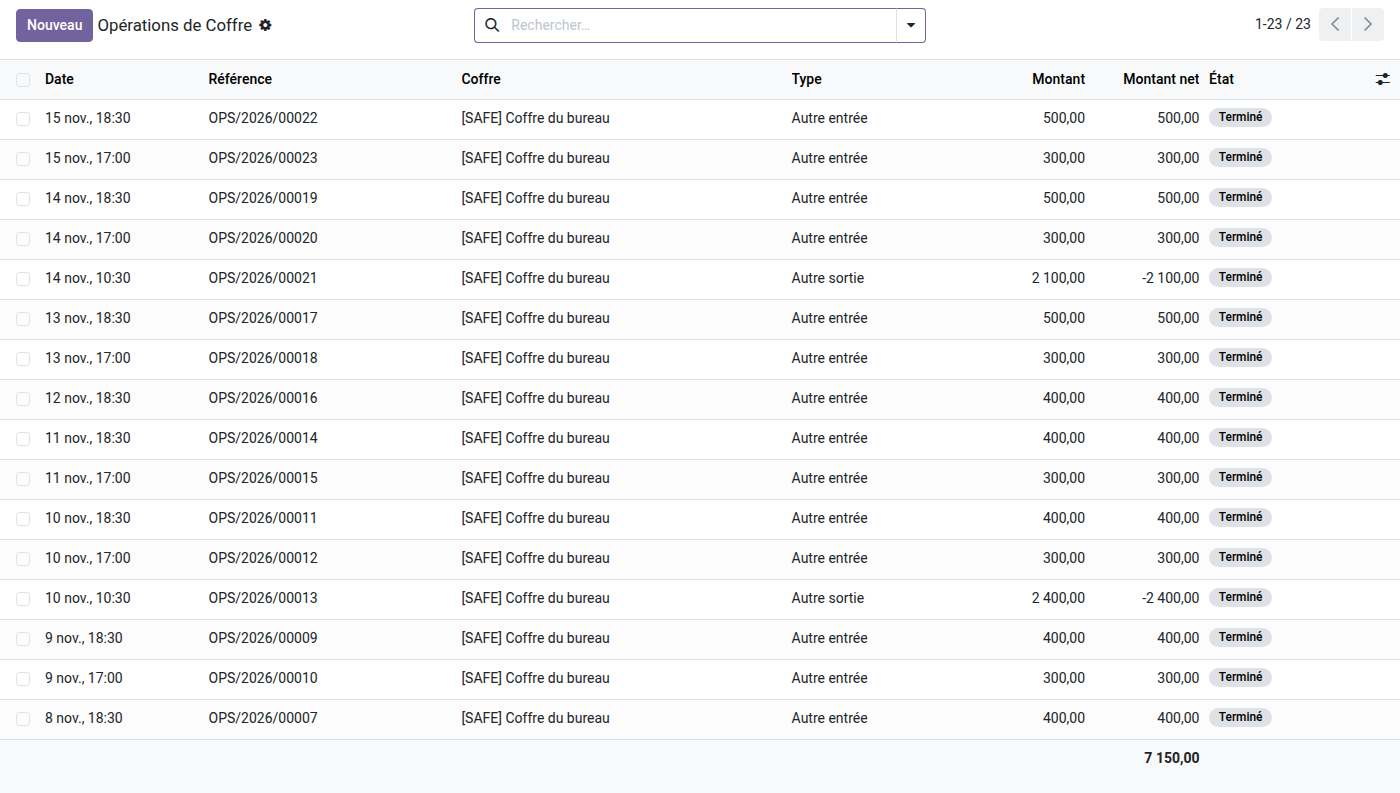 Nouveau Opérations de Coffre Rechercher... 1-23 / 23
Date Référence Coffre Type Montant Montant net État
15 nov., 18:30 OPS/2026/00022 [SAFE] Coffre du bureau Autre entrée 500,00 500,00 Terminé
15 nov., 17:00 OPS/2026/00023 [SAFE] Coffre du bureau Autre entrée 300,00 300,00 Terminé
14 nov., 18:30 OPS/2026/00019 [SAFE] Coffre du bureau Autre entrée 500,00 500,00 Terminé
14 nov., 17:00 OPS/2026/00020 [SAFE] Coffre du bureau Autre entrée 300,00 300,00 Terminé
14 nov., 10:30 OPS/2026/00021 [SAFE] Coffre du bureau Autre sortie 2 100,00 -2 100,00 Terminé
13 nov., 18:30 OPS/2026/00017 [SAFE] Coffre du bureau Autre entrée 500,00 500,00 Terminé
13 nov., 17:00 OPS/2026/00018 [SAFE] Coffre du bureau Autre entrée 300,00 300,00 Terminé
12 nov., 18:30 OPS/2026/00016 [SAFE] Coffre du bureau Autre entrée 400,00 400,00 Terminé
11 nov., 18:30 OPS/2026/00014 [SAFE] Coffre du bureau Autre entrée 400,00 400,00 Terminé
11 nov., 17:00 OPS/2026/00015 [SAFE] Coffre du bureau Autre entrée 300,00 300,00 Terminé
10 nov., 18:30 OPS/2026/00011 [SAFE] Coffre du bureau Autre entrée 400,00 400,00 Terminé
10 nov., 17:00 OPS/2026/00012 [SAFE] Coffre du bureau Autre entrée 300,00 300,00 Terminé
10 nov., 10:30 OPS/2026/00013 [SAFE] Coffre du bureau Autre sortie 2 400,00 -2 400,00 Terminé
9 nov., 18:30 OPS/2026/00009 [SAFE] Coffre du bureau Autre entrée 400,00 400,00 Terminé
9 nov., 17:00 OPS/2026/00010 [SAFE] Coffre du bureau Autre entrée 300,00 300,00 Terminé
8 nov., 18:30 OPS/2026/00007 [SAFE] Coffre du bureau Autre entrée 400,00 400,00 Terminé
7 150,00